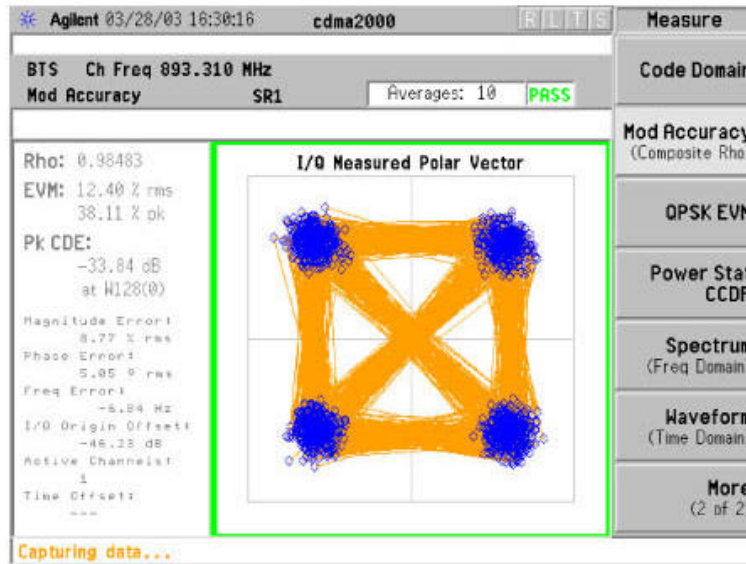 Agilent 03/28/03 16:30:16 cdma2000 R L T S Measure
BTS Ch Freq 893.310 MHz
Mod Accuracy SR1 Averages: 10 PASS
Code Domain
Mod Accuracy
(Composite Rho
QPSK EVM
Power Stat
CCDF
Spectrum
(Freq Domain
Waveform
(Time Domain
More
(2 of 2
Rho: 0.98483
EVM: 12.40 % rms
38.11 % pk
Pk CDE:
-33.84 dB
at W128(0)
Magnitude Error:
8.77 % rms
Phase Error:
5.05 º rms
Freq Error:
-6.84 Hz
I/Q Origin Offset:
-46.23 dB
Active Channels:
1
Time Offset:
---
I/Q Measured Polar Vector
Capturing data...